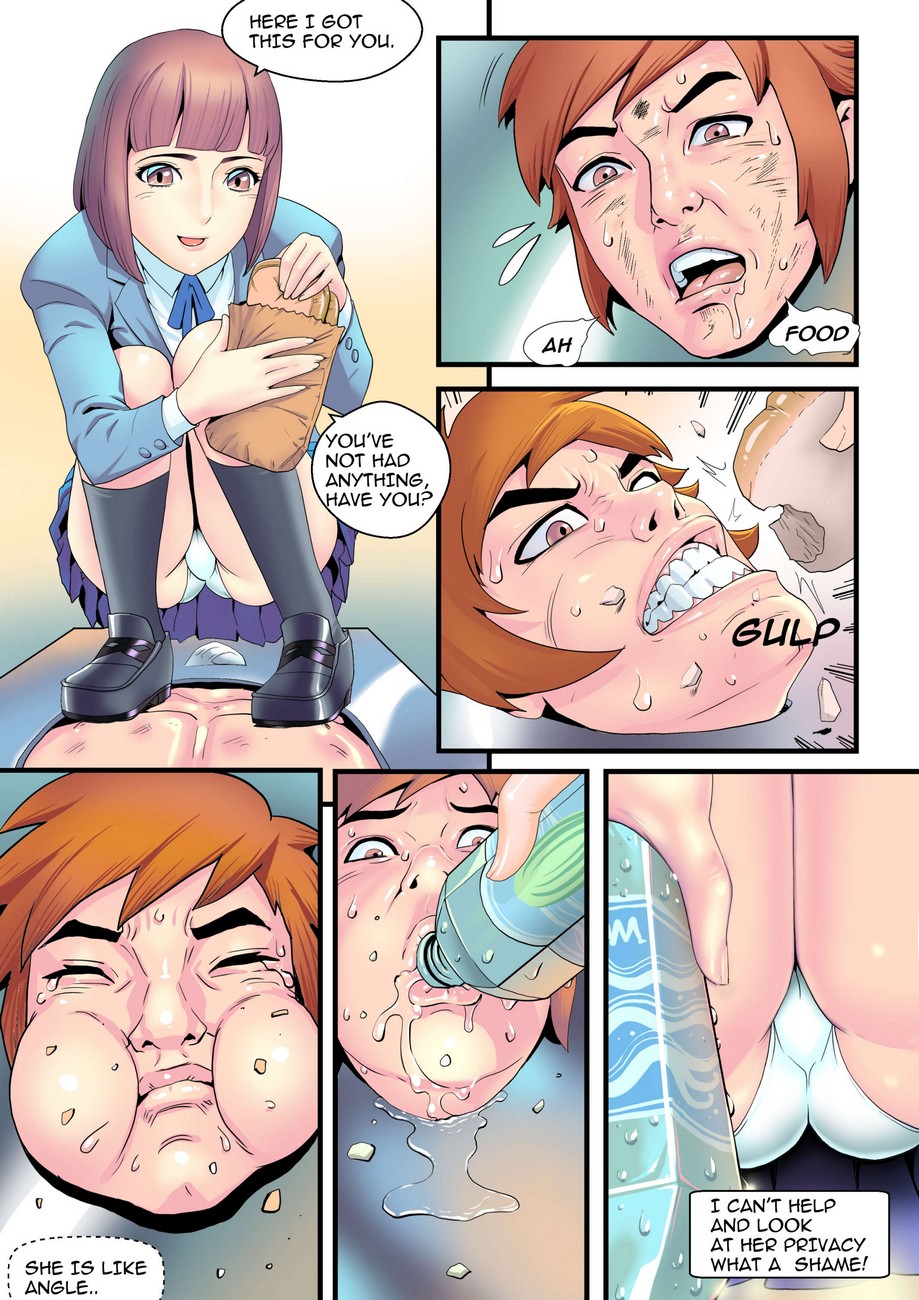 HERE I GOT
THIS FOR YOU.
AH
FOOD
YOU'VE
NOT HAD
ANYTHING,
HAVE YOU?
GULP
SHE IS LIKE
ANGLE..
I CAN'T HELP
AND LOOK
AT HER PRIVACY
WHAT A SHAME!